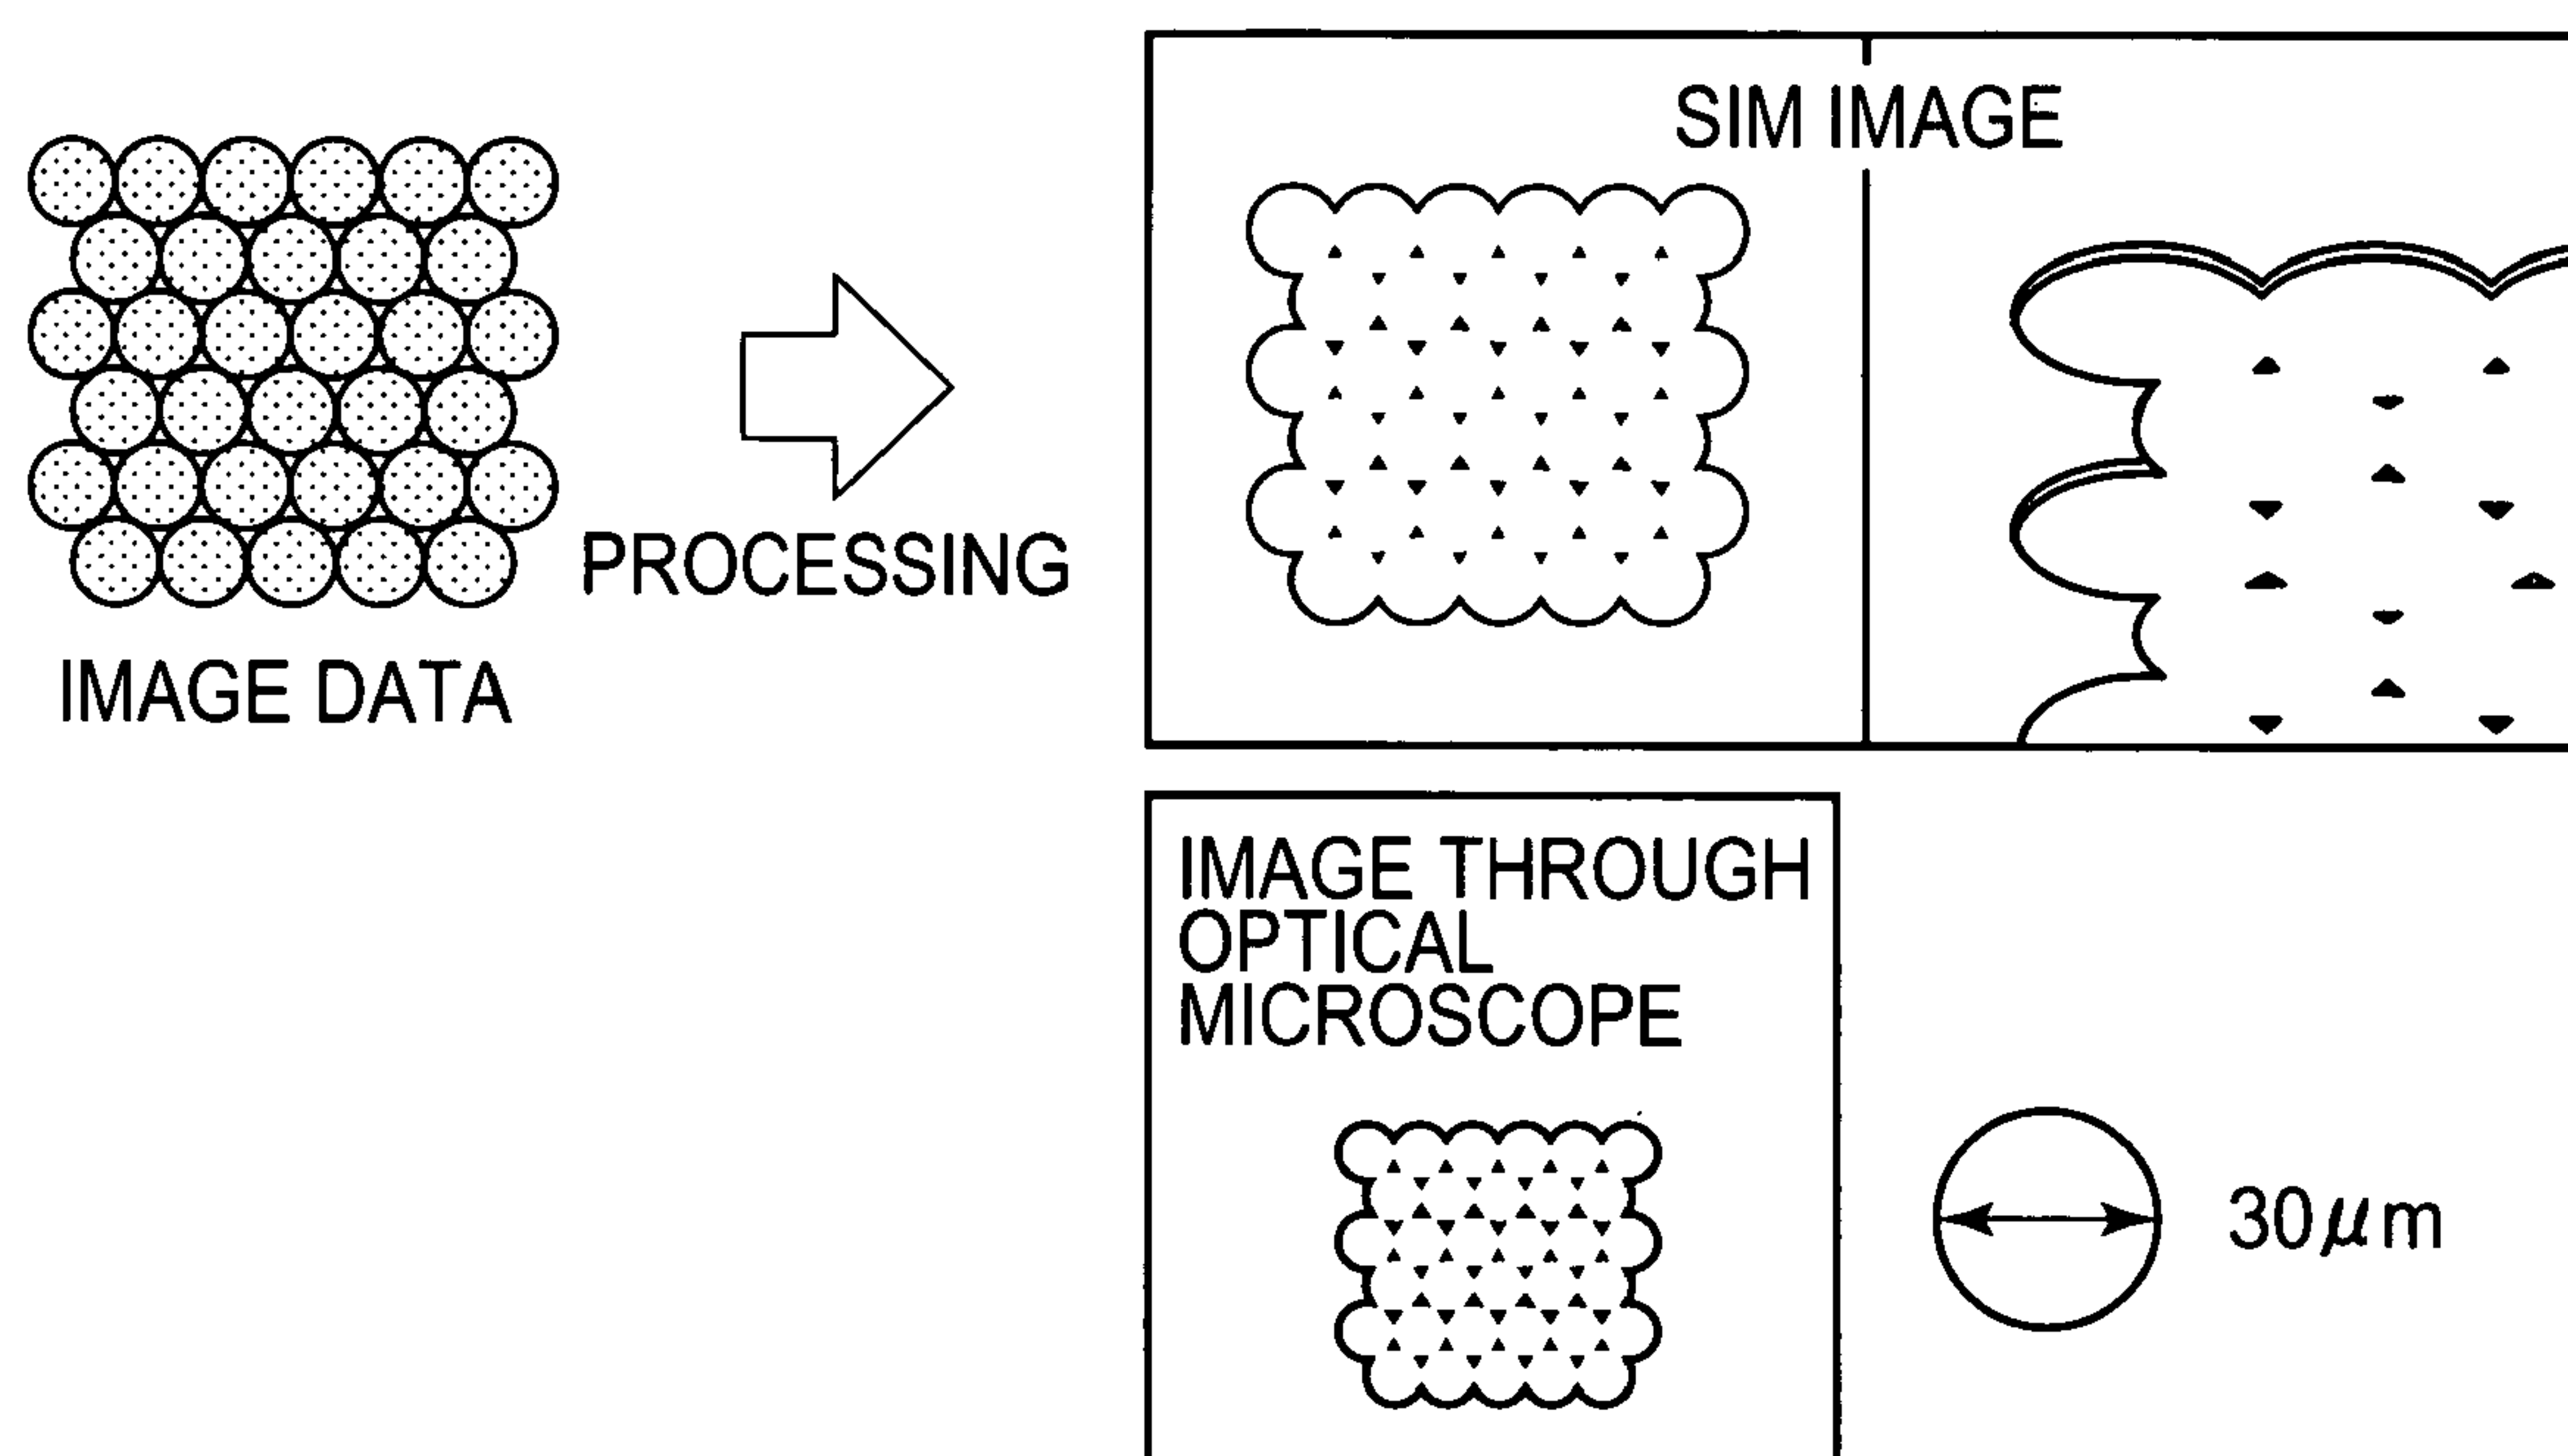 IMAGE DATA
PROCESSING
SIM IMAGE
IMAGE THROUGH
OPTICAL
MICROSCOPE
30μm